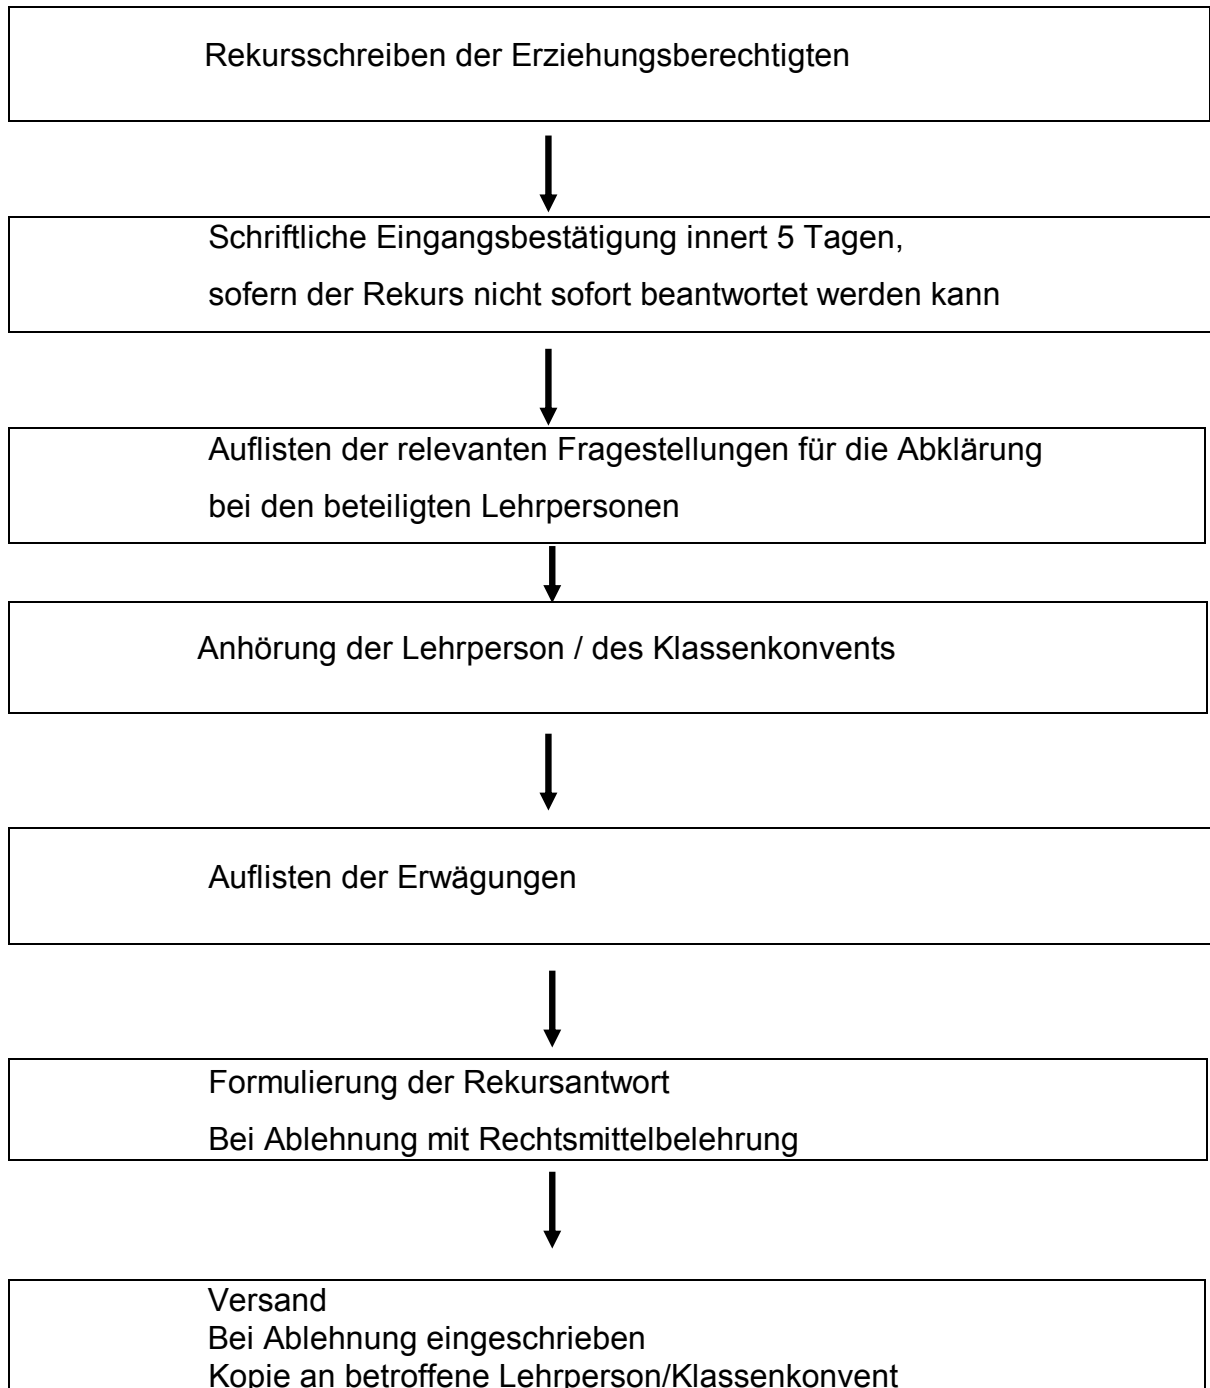 Rekursschreiben der Erziehungsberechtigten
Schriftliche Eingangsbestätigung innert 5 Tagen,
sofern der Rekurs nicht sofort beantwortet werden kann
Auflisten der relevanten Fragestellungen für die Abklärung
bei den beteiligten Lehrpersonen
Anhörung der Lehrperson / des Klassenkonvents
Auflisten der Erwägungen
Formulierung der Rekursantwort
Bei Ablehnung mit Rechtsmittelbelehrung
Versand
Bei Ablehnung eingeschrieben
Kopie an betroffene Lehrperson/Klassenkonvent